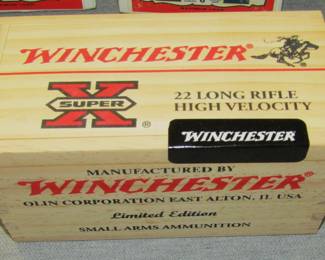 WINCHESTER®
X
SUPER
®
22 LONG RIFLE
HIGH VELOCITY
WINCHESTER
MANUFACTURED BY
WINCHESTER
OLIN CORPORATION EAST ALTON, IL USA
Limited Edition
SMALL ARMS AMMUNITION